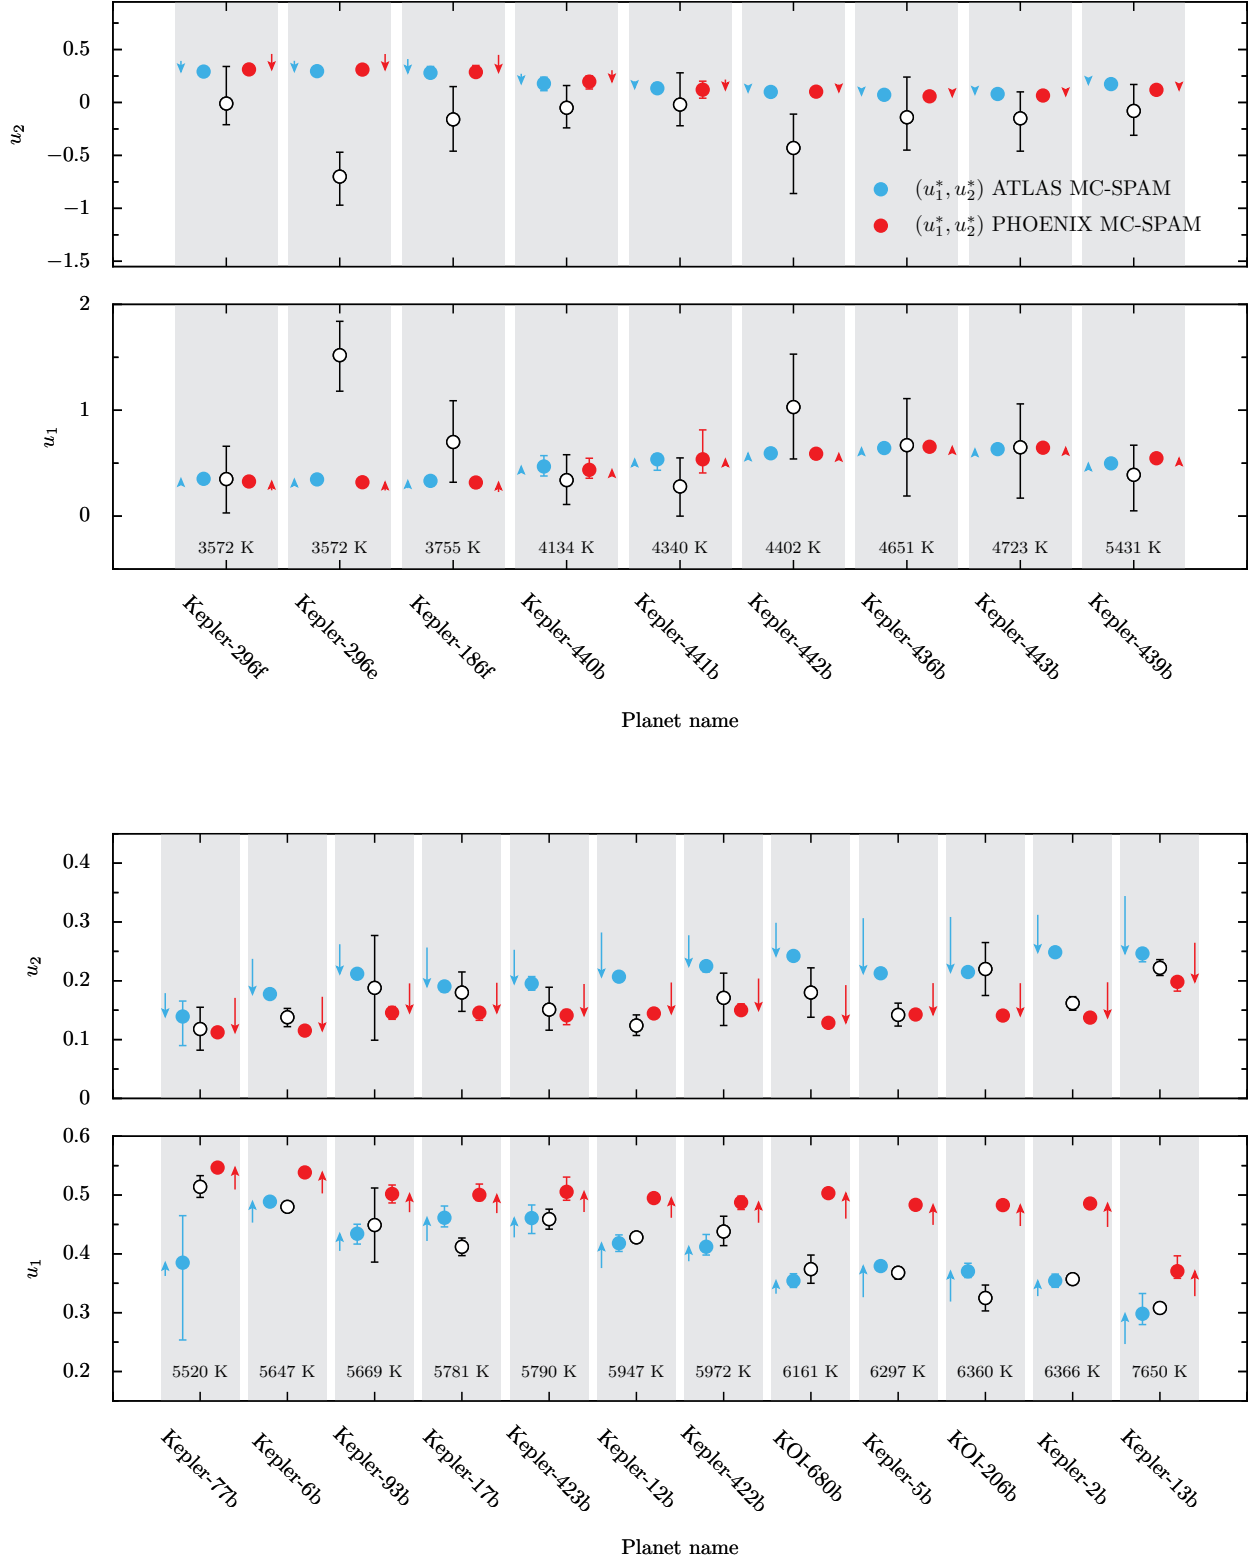 0.5
0
−0.5
−1
−1.5
u2
(u1*, u2*) ATLAS MC-SPAM
(u1*, u2*) PHOENIX MC-SPAM
2
1
0
u1
3572 K 3572 K 3755 K 4134 K 4340 K 4402 K 4651 K 4723 K 5431 K
Kepler-296f Kepler-296e Kepler-186f Kepler-440b Kepler-441b Kepler-442b Kepler-436b Kepler-443b Kepler-439b
Planet name
0.4
0.3
0.2
0.1
0
u2
0.6
0.5
0.4
0.3
0.2
u1
5520 K 5647 K 5669 K 5781 K 5790 K 5947 K 5972 K 6161 K 6297 K 6360 K 6366 K 7650 K
Kepler-77b Kepler-6b Kepler-93b Kepler-17b Kepler-423b Kepler-12b Kepler-422b KOI-680b Kepler-5b KOI-206b Kepler-2b Kepler-13b
Planet name